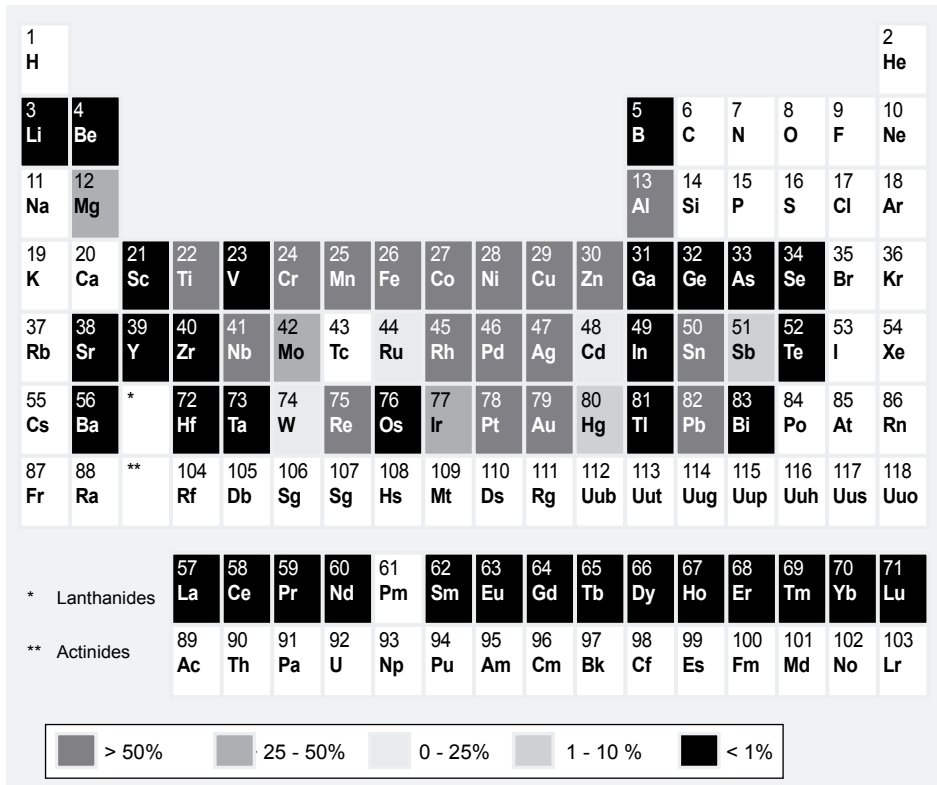 1 2
H He
3 4 5 6 7 8 9 10
Li Be B C N O F Ne
11 12 13 14 15 16 17 18
Na Mg Al Si P S Cl Ar
19 20 21 22 23 24 25 26 27 28 29 30 31 32 33 34 35 36
K Ca Sc Ti V Cr Mn Fe Co Ni Cu Zn Ga Ge As Se Br Kr
37 38 39 40 41 42 43 44 45 46 47 48 49 50 51 52 53 54
Rb Sr Y Zr Nb Mo Tc Ru Rh Pd Ag Cd In Sn Sb Te I Xe
55 56 * 72 73 74 75 76 77 78 79 80 81 82 83 84 85 86
Cs Ba Hf Ta W Re Os Ir Pt Au Hg Tl Pb Bi Po At Rn
87 88 ** 104 105 106 107 108 109 110 111 112 113 114 115 116 117 118
Fr Ra Rf Db Sg Sg Hs Mt Ds Rg Uub Uut Uug Uup Uuh Uus Uuo
57 58 59 60 61 62 63 64 65 66 67 68 69 70 71
* Lanthanides La Ce Pr Nd Pm Sm Eu Gd Tb Dy Ho Er Tm Yb Lu
89 90 91 92 93 94 95 96 97 98 99 100 101 102 103
** Actinides Ac Th Pa U Np Pu Am Cm Bk Cf Es Fm Md No Lr
> 50% 25 - 50% 0 - 25% 1 - 10 % < 1%